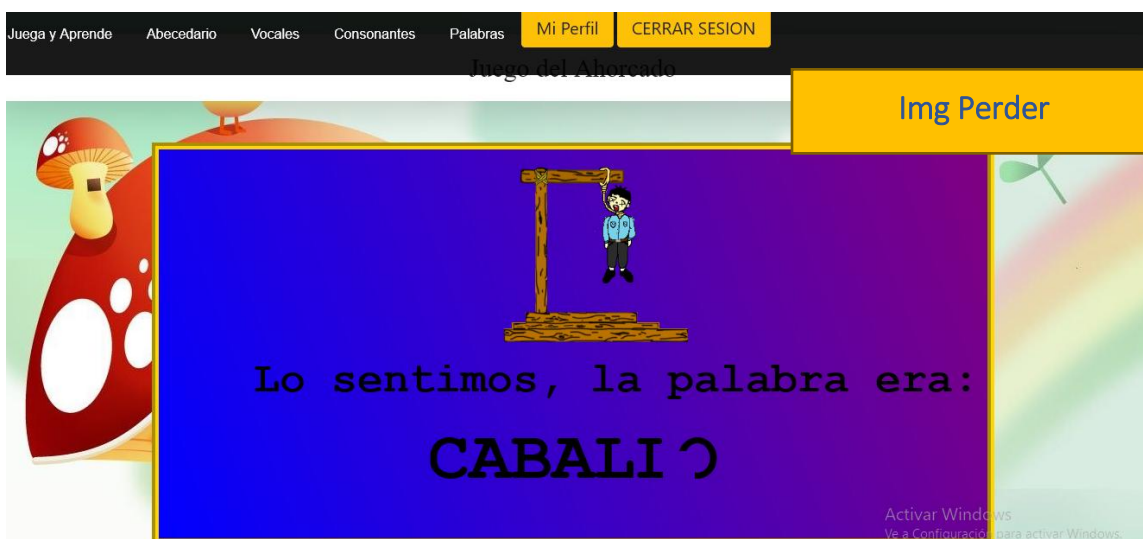 Juega y Aprende Abecedario Vocales Consonantes Palabras Mi Perfil CERRAR SESION
Juego del Ahorcado
Img Perder
Lo sentimos, la palabra era:
CABALI Ɔ
Activar Windows
Ve a Configuración para activar Windows.